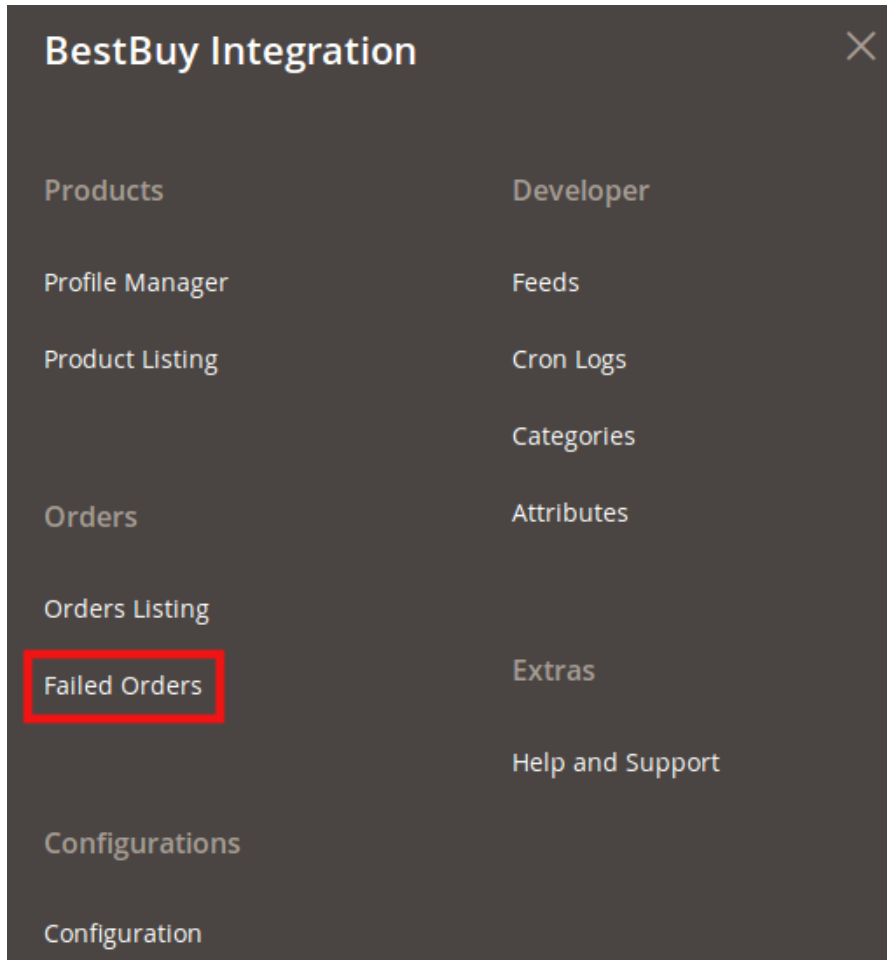 BestBuy Integration
Products
Profile Manager
Product Listing
Orders
Orders Listing
Failed Orders
Configurations
Configuration
Developer
Feeds
Cron Logs
Categories
Attributes
Extras
Help and Support